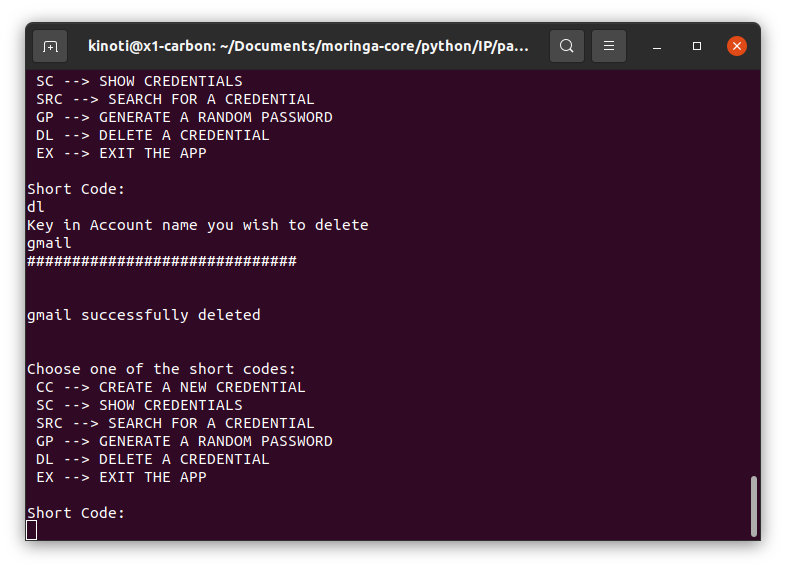 kinoti@x1-carbon: ~/Documents/moringa-core/python/IP/pa...
SC --> SHOW CREDENTIALS
SRC --> SEARCH FOR A CREDENTIAL
GP --> GENERATE A RANDOM PASSWORD
DL --> DELETE A CREDENTIAL
EX --> EXIT THE APP
Short Code:
dl
Key in Account name you wish to delete
gmail
##############################
gmail successfully deleted
Choose one of the short codes:
CC --> CREATE A NEW CREDENTIAL
SC --> SHOW CREDENTIALS
SRC --> SEARCH FOR A CREDENTIAL
GP --> GENERATE A RANDOM PASSWORD
DL --> DELETE A CREDENTIAL
EX --> EXIT THE APP
Short Code: